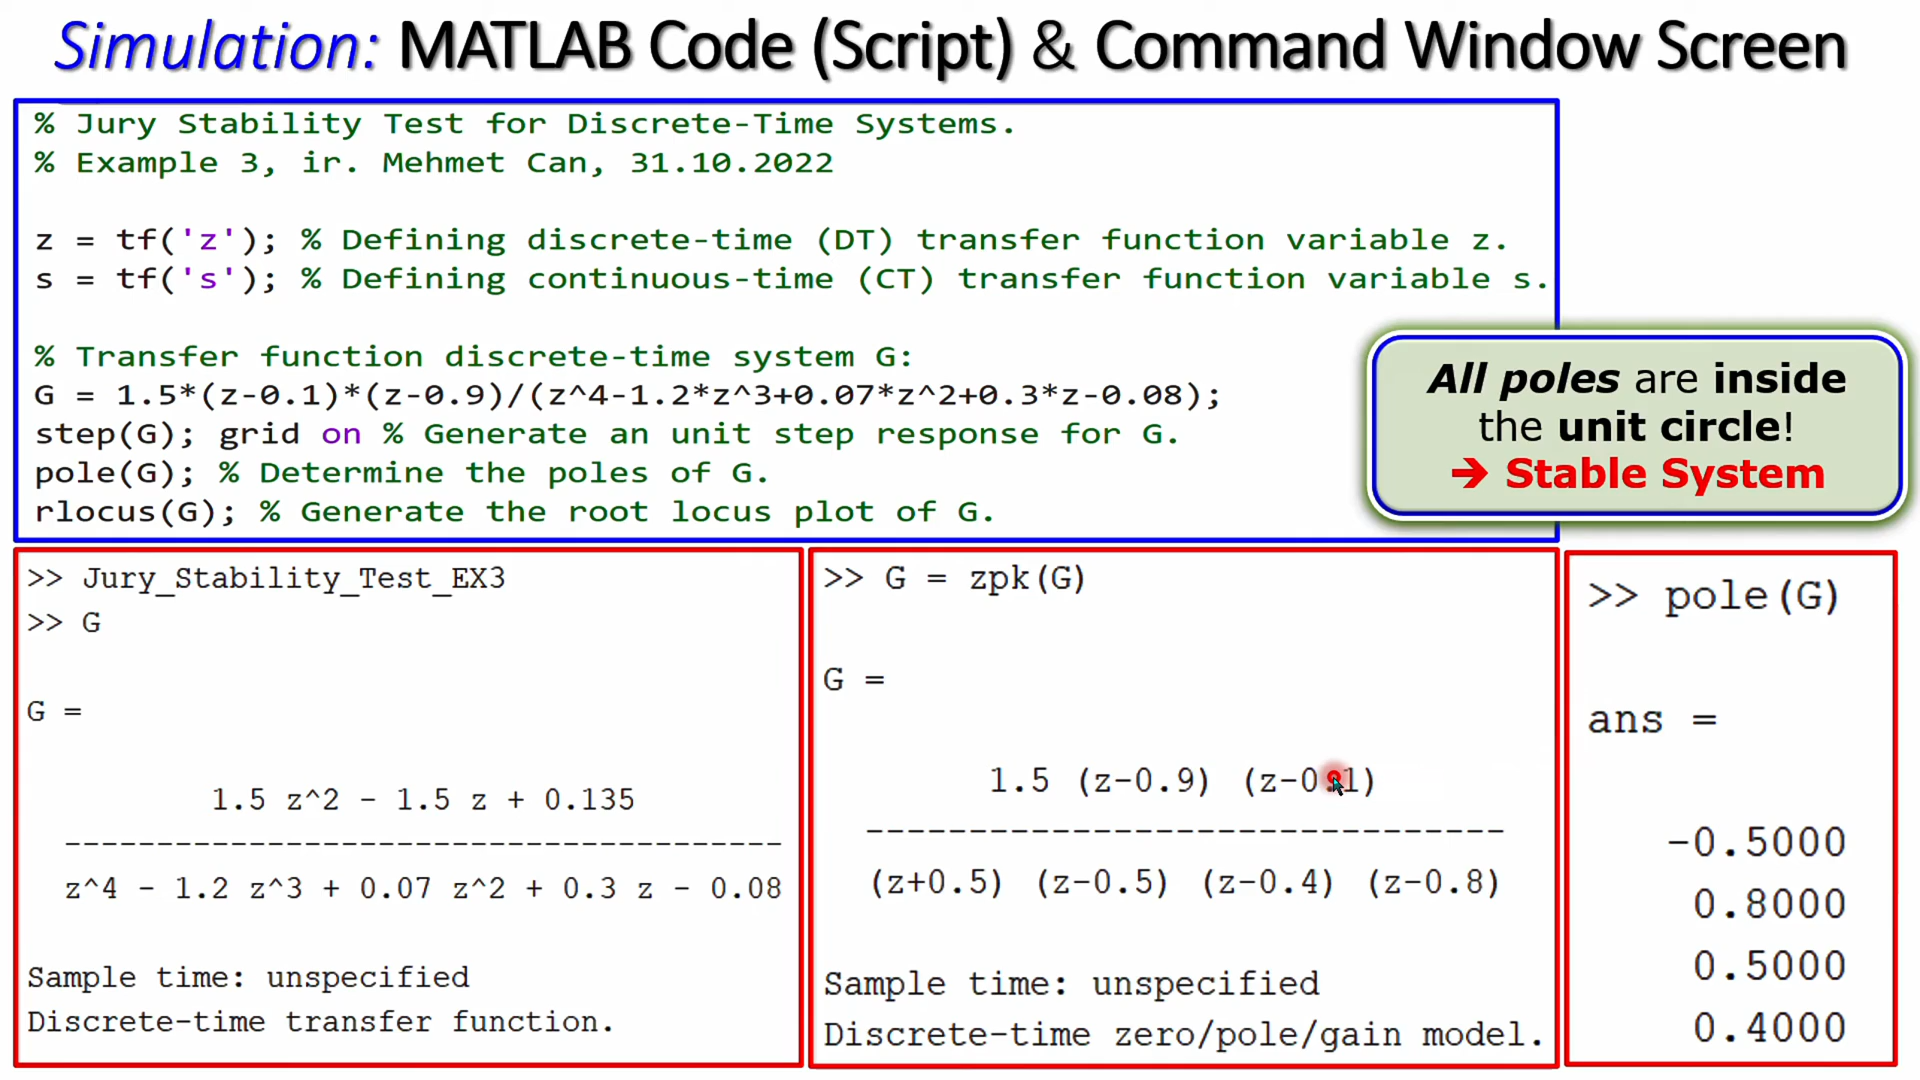 Simulation: MATLAB Code (Script) & Command Window Screen
% Jury Stability Test for Discrete-Time Systems.
% Example 3, ir. Mehmet Can, 31.10.2022
z = tf('z'); % Defining discrete-time (DT) transfer function variable z.
s = tf('s'); % Defining continuous-time (CT) transfer function variable s.
% Transfer function discrete-time system G:
G = 1.5*(z-0.1)*(z-0.9)/(z^4-1.2*z^3+0.07*z^2+0.3*z-0.08);
step(G); grid on % Generate an unit step response for G.
pole(G); % Determine the poles of G.
rlocus(G); % Generate the root locus plot of G.
All poles are inside
the unit circle!
➔ Stable System
>> Jury_Stability_Test_EX3
>> G
G =
1.5 z^2 - 1.5 z + 0.135
---------------------------------------
z^4 - 1.2 z^3 + 0.07 z^2 + 0.3 z - 0.08
Sample time: unspecified
Discrete-time transfer function.
>> G = zpk(G)
G =
1.5 (z-0.9) (z-0.1)
-------------------------------
(z+0.5) (z-0.5) (z-0.4) (z-0.8)
Sample time: unspecified
Discrete-time zero/pole/gain model.
>> pole(G)
ans =
-0.5000
0.8000
0.5000
0.4000